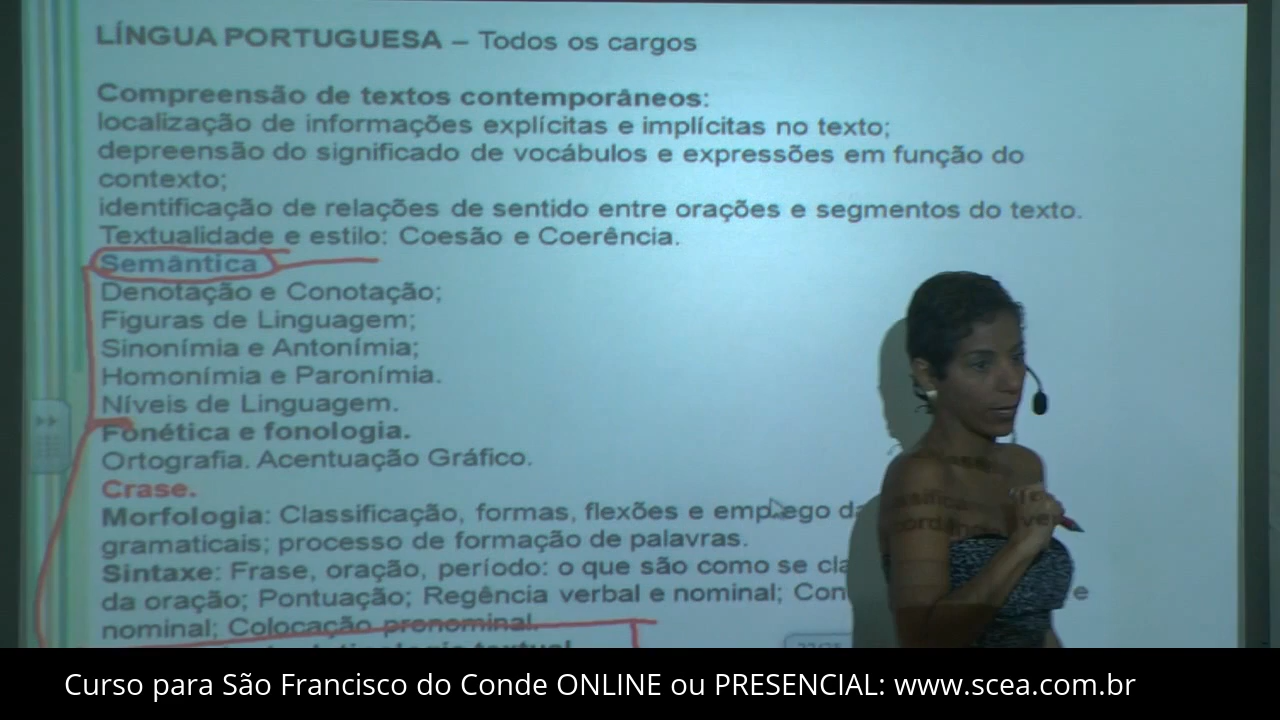 LÍNGUA PORTUGUESA – Todos os cargos
Compreensão de textos contemporâneos:
localização de informações explícitas e implícitas no texto;
depreensão do significado de vocábulos e expressões em função do
contexto;
identificação de relações de sentido entre orações e segmentos do texto.
Textualidade e estilo: Coesão e Coerência.
Semântica
Denotação e Conotação;
Figuras de Linguagem;
Sinonímia e Antonímia;
Homonímia e Paronímia.
Níveis de Linguagem.
Fonética e fonologia.
Ortografia. Acentuação Gráfico.
Crase.
Morfologia: Classificação, formas, flexões e emprego
gramaticais; processo de formação de palavras.
Sintaxe: Frase, oração, período: o que são como se
da oração; Pontuação; Regência verbal e nominal; e
nominal; Colocação pronominal.
textual
Curso para São Francisco do Conde ONLINE ou PRESENCIAL: www.scea.com.br